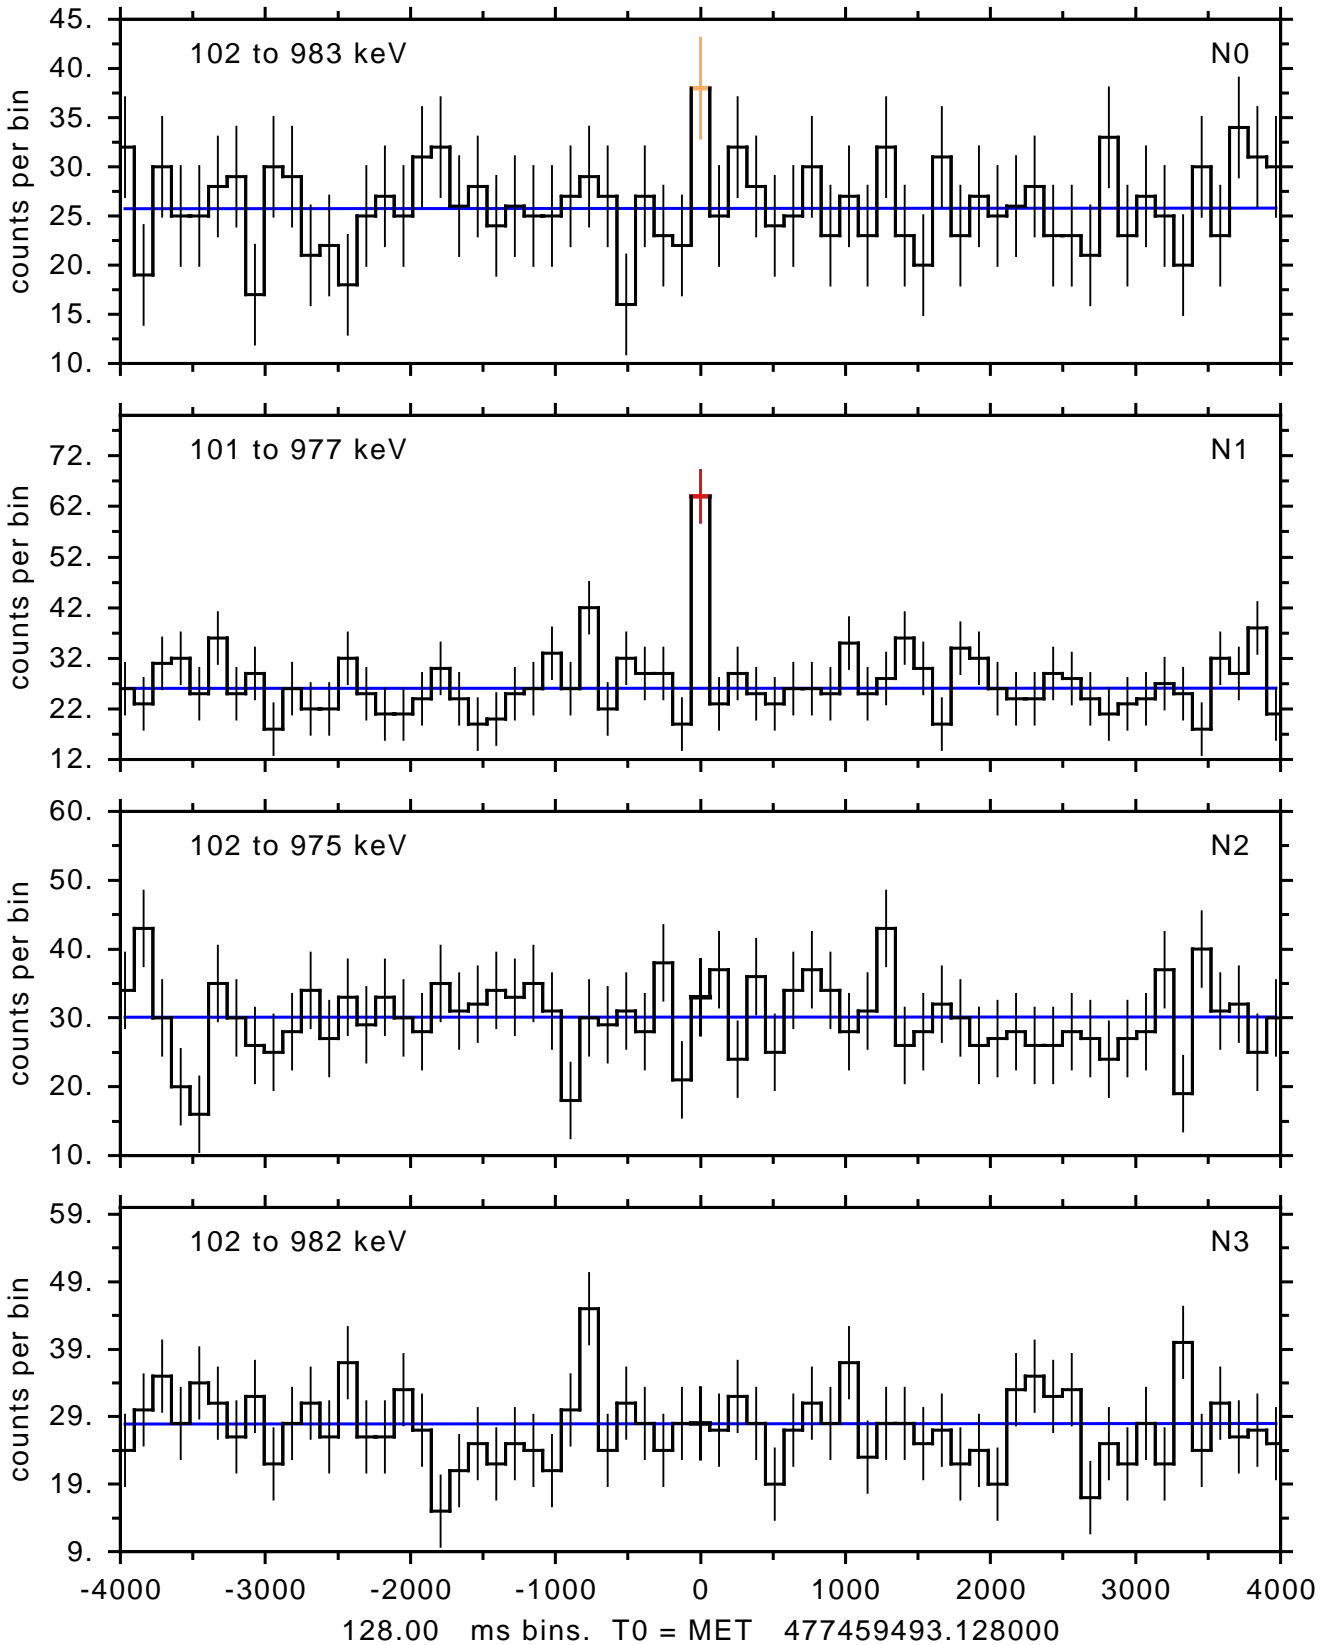 45.
102 to 983 keV N0
40.
35.
30.
25.
20.
15.
10.
counts per bin
101 to 977 keV N1
72.
62.
52.
42.
32.
22.
12.
counts per bin
60.
102 to 975 keV N2
50.
40.
30.
20.
10.
counts per bin
59.
102 to 982 keV N3
49.
39.
29.
19.
9.
counts per bin
-4000 -3000 -2000 -1000 0 1000 2000 3000 4000
128.00 ms bins. T0 = MET 477459493.128000